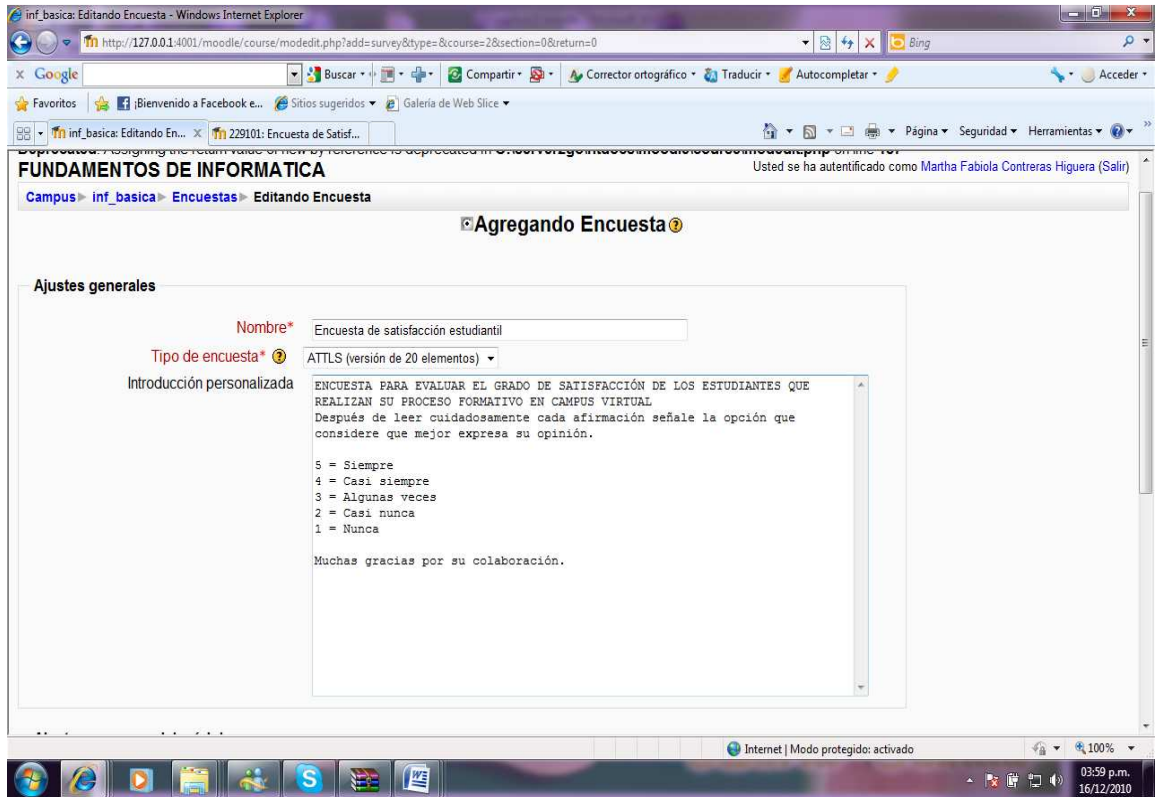 inf_basica: Editando Encuesta - Windows Internet Explorer
http://127.0.0.1:4001/moodle/course/modedit.php?add=survey&type=&course=2&section=0&return=0
Bing
x Google Buscar Compartir Corrector ortográfico Traducir Autocompletar Acceder
Favoritos ¡Bienvenido a Facebook e... Sitios sugeridos Galería de Web Slice
inf_basica: Editando En... X 229101: Encuesta de Satisf... Página Seguridad Herramientas
FUNDAMENTOS DE INFORMATICA
Usted se ha autentificado como Martha Fabiola Contreras Higuera (Salir)
Campus inf_basica Encuestas Editando Encuesta
Agregando Encuesta
Ajustes generales
Nombre* Encuesta de satisfacción estudiantil
Tipo de encuesta* ATTLS (versión de 20 elementos)
Introducción personalizada
ENCUESTA PARA EVALUAR EL GRADO DE SATISFACCIÓN DE LOS ESTUDIANTES QUE
REALIZAN SU PROCESO FORMATIVO EN CAMPUS VIRTUAL
Después de leer cuidadosamente cada afirmación señale la opción que
considere que mejor expresa su opinión.
5 = Siempre
4 = Casi siempre
3 = Algunas veces
2 = Casi nunca
1 = Nunca
Muchas gracias por su colaboración.
Internet | Modo protegido: activado
100%
03:59 p.m.
16/12/2010